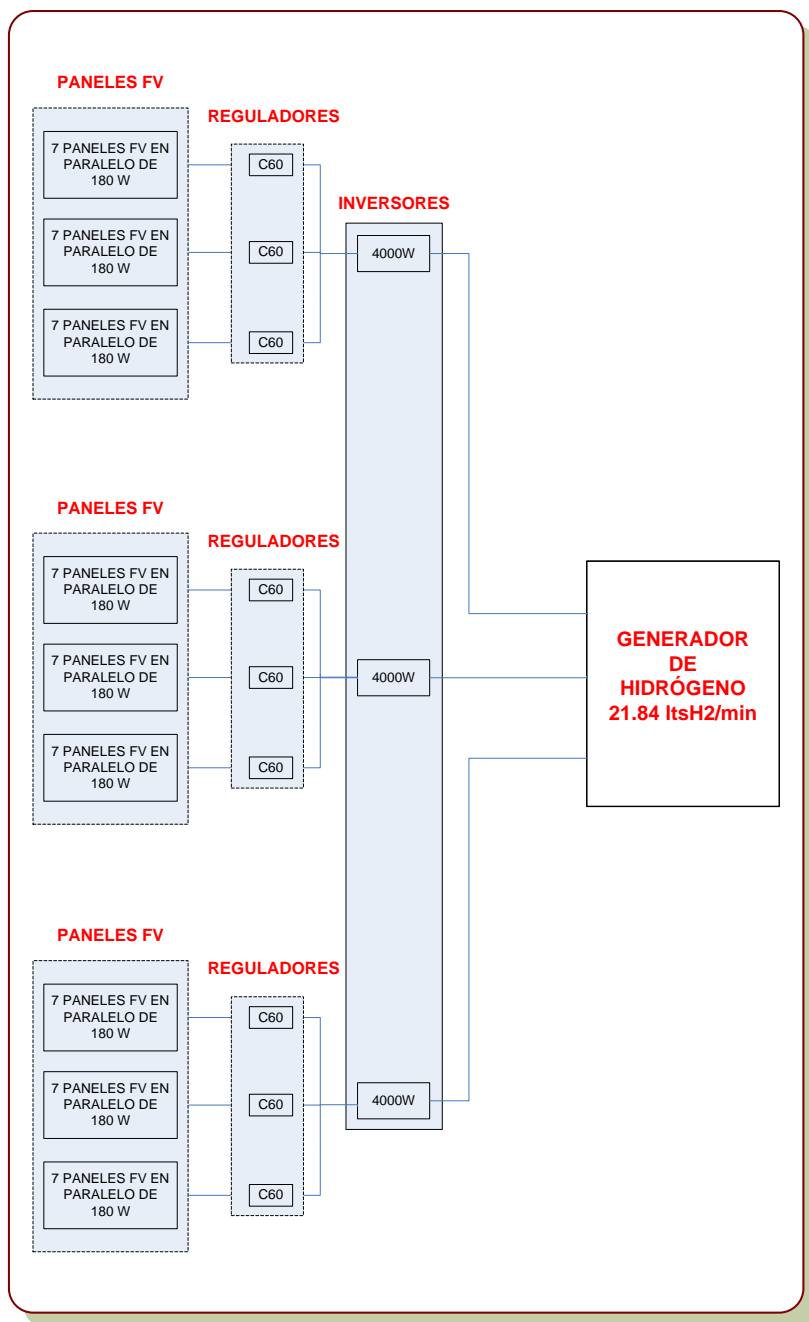 PANELES FV
REGULADORES
7 PANELES FV EN
PARALELO DE
180 W
C60
INVERSORES
7 PANELES FV EN
PARALELO DE
180 W
C60
4000W
7 PANELES FV EN
PARALELO DE
180 W
C60
PANELES FV
REGULADORES
7 PANELES FV EN
PARALELO DE
180 W
C60
7 PANELES FV EN
PARALELO DE
180 W
C60
4000W
GENERADOR
DE
HIDRÓGENO
21.84 ltsH2/min
7 PANELES FV EN
PARALELO DE
180 W
C60
PANELES FV
REGULADORES
7 PANELES FV EN
PARALELO DE
180 W
C60
7 PANELES FV EN
PARALELO DE
180 W
C60
4000W
7 PANELES FV EN
PARALELO DE
180 W
C60